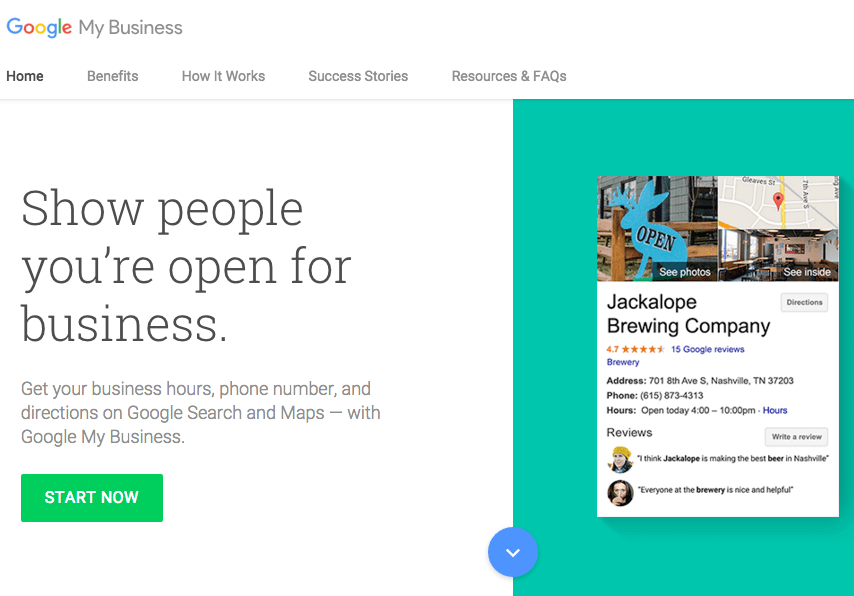 Google My Business
Home Benefits How It Works Success Stories Resources & FAQs
Show people
you're open for
business.
Get your business hours, phone number, and
directions on Google Search and Maps — with
Google My Business.
START NOW
Gleaves St
7th Ave S
OPEN
See photos
See inside
Jackalope
Brewing Company
Directions
4.7 15 Google reviews
Brewery
Address: 701 8th Ave S, Nashville, TN 37203
Phone: (615) 873-4313
Hours: Open today 4:00 – 10:00pm · Hours
Reviews
Write a review
"I think Jackalope is making the best beer in Nashville"
"Everyone at the brewery is nice and helpful"